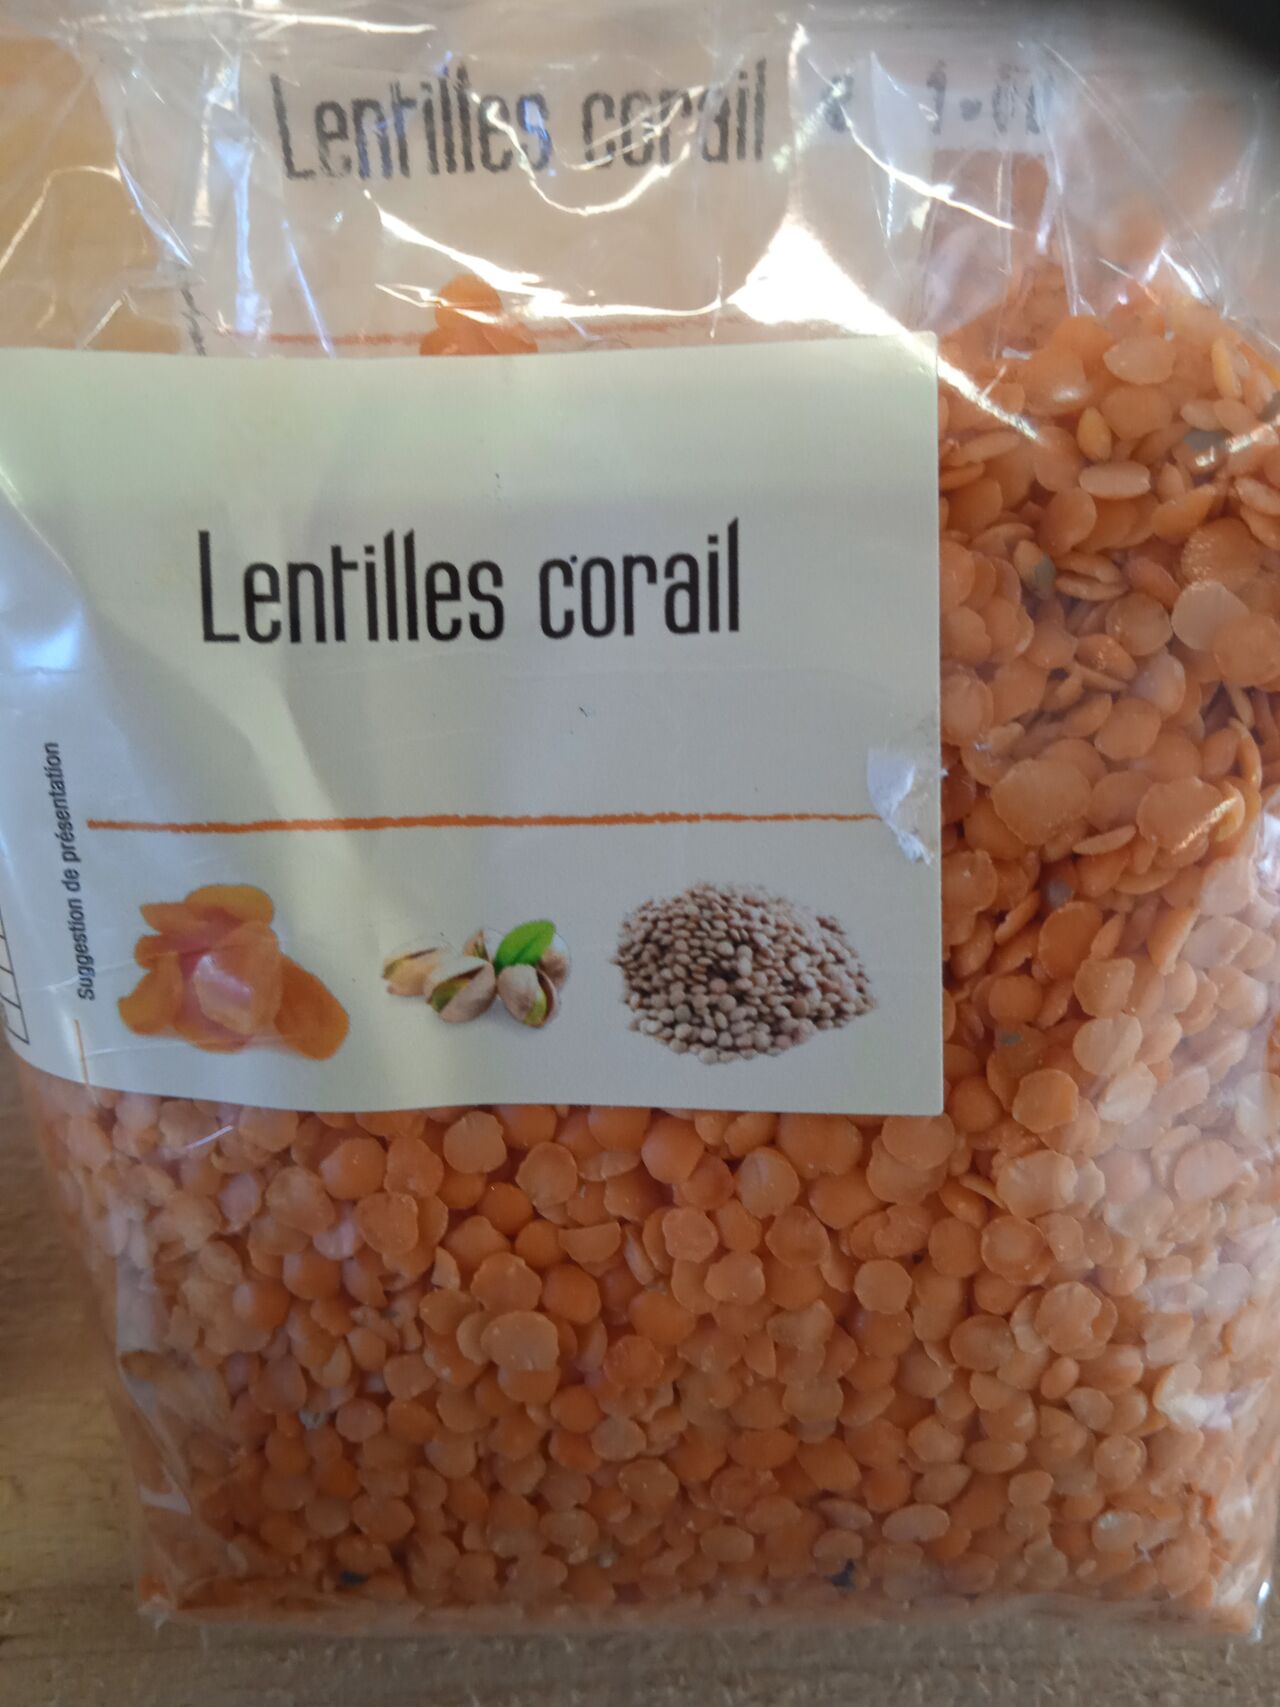 Lentilles corail
Lentilles corail
Suggestion de présentation